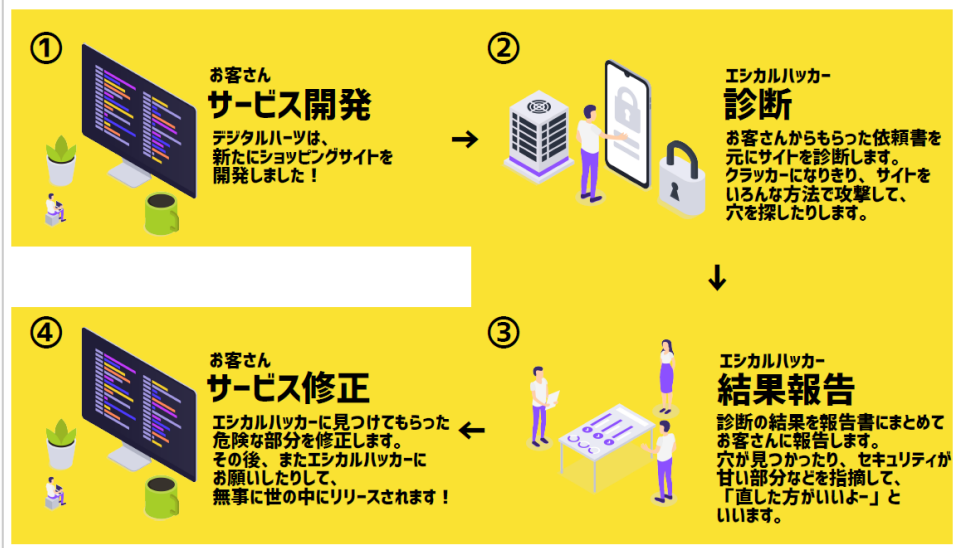 ①
お客さん
サービス開発
デジタルハーツは、
新たにショッピングサイトを
開発しました！
→
②
エシカルハッカー
診断
お客さんからもらった依頼書を
元にサイトを診断します。
クラッカーになりきり、サイトを
いろんな方法で攻撃して、
穴を探したりします。
↓
③
エシカルハッカー
結果報告
診断の結果を報告書にまとめて
お客さんに報告します。
穴が見つかったり、セキュリティが
甘い部分などを指摘して、
「直した方がいいよー」と
いいます。
←
④
お客さん
サービス修正
エシカルハッカーに見つけてもらった
危険な部分を修正します。
その後、またエシカルハッカーに
お願いしたりして、
無事に世の中にリリースされます！